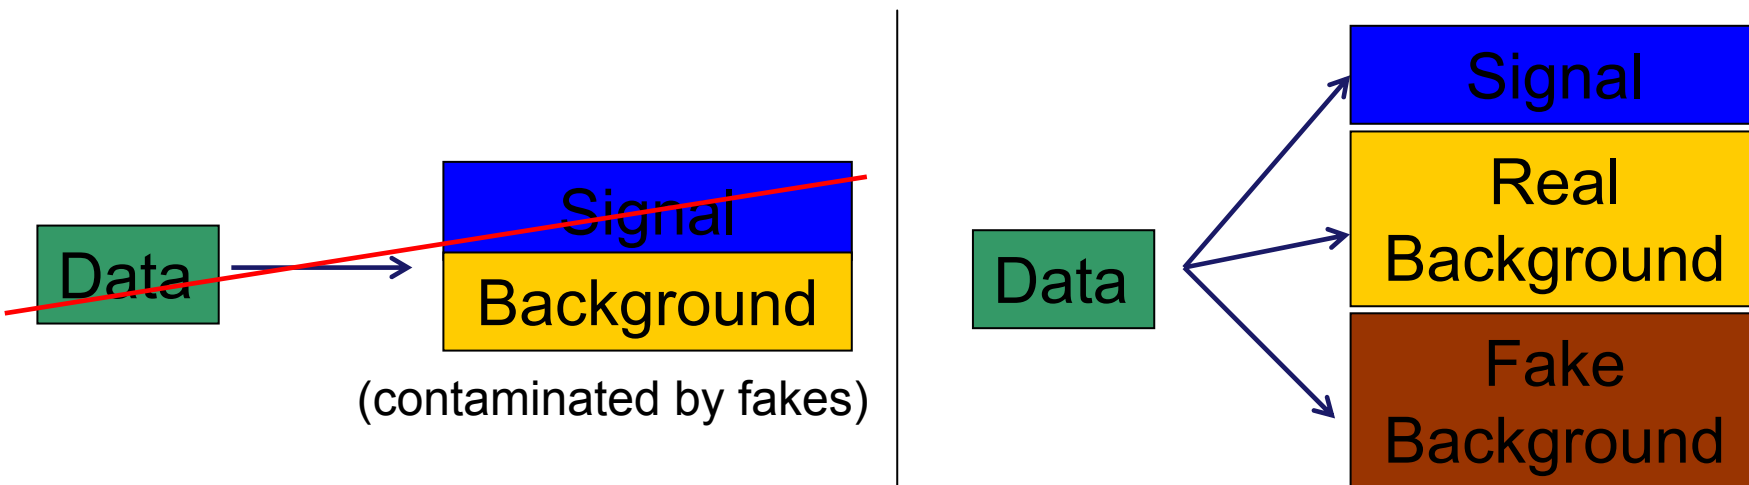 Data
Signal
Background
(contaminated by fakes)
Data
Signal
Real
Background
Fake
Background